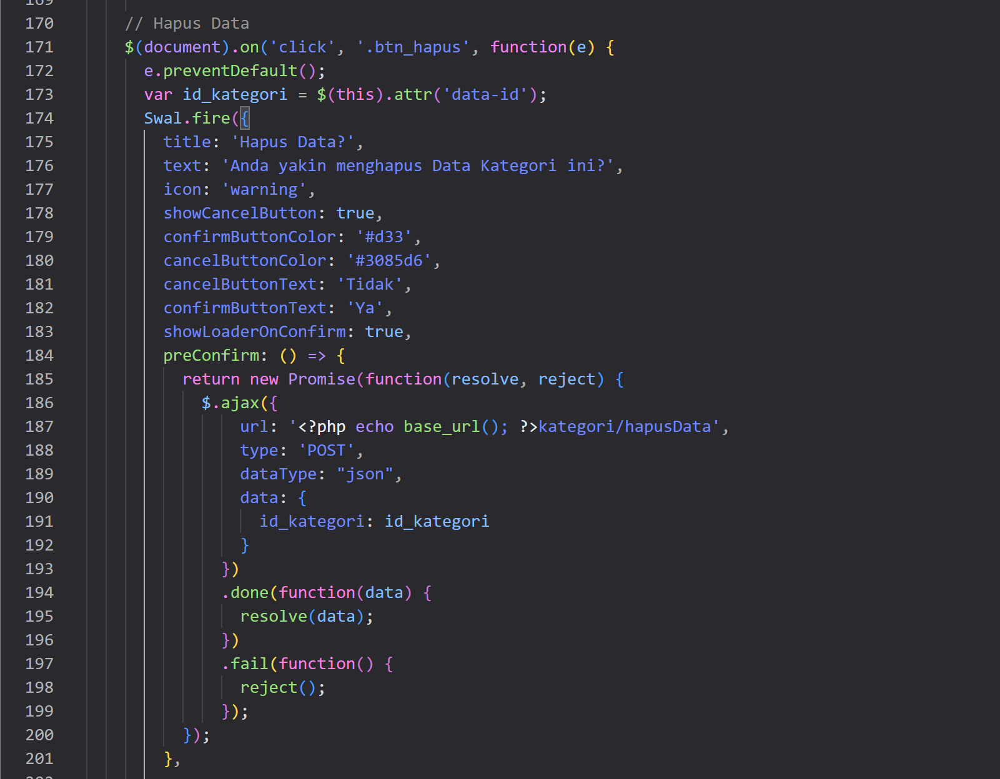 169
170 // Hapus Data
171 $(document).on('click', '.btn_hapus', function(e) {
172 e.preventDefault();
173 var id_kategori = $(this).attr('data-id');
174 Swal.fire({
175 title: 'Hapus Data?',
176 text: 'Anda yakin menghapus Data Kategori ini?',
177 icon: 'warning',
178 showCancelButton: true,
179 confirmButtonColor: '#d33',
180 cancelButtonColor: '#3085d6',
181 cancelButtonText: 'Tidak',
182 confirmButtonText: 'Ya',
183 showLoaderOnConfirm: true,
184 preConfirm: () => {
185 return new Promise(function(resolve, reject) {
186 $.ajax({
187 url: '<?php echo base_url(); ?>kategori/hapusData',
188 type: 'POST',
189 dataType: "json",
190 data: {
191 id_kategori: id_kategori
192 }
193 })
194 .done(function(data) {
195 resolve(data);
196 })
197 .fail(function() {
198 reject();
199 });
200 });
201 },
202